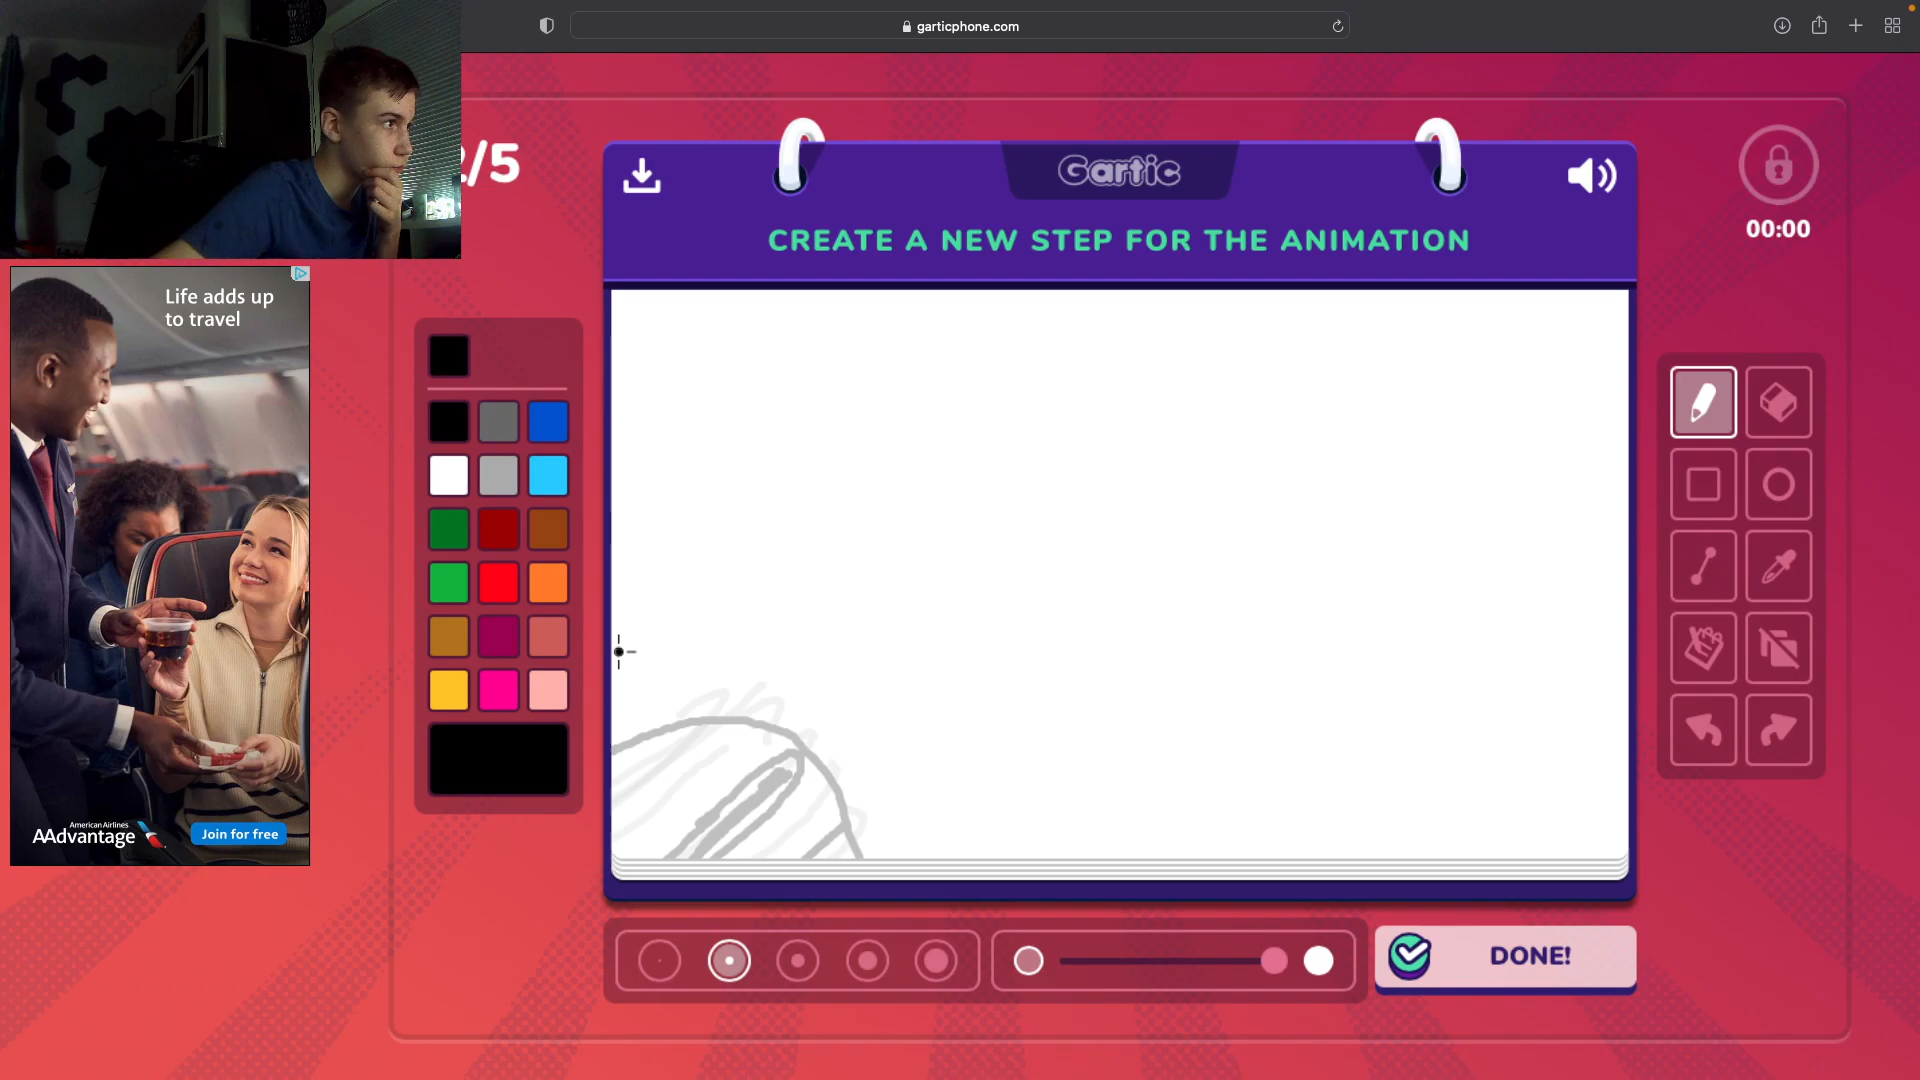 garticphone.com
2/5
Gartic
00:00
CREATE A NEW STEP FOR THE ANIMATION
Life adds up
to travel
American Airlines
AAdvantage
Join for free
DONE!